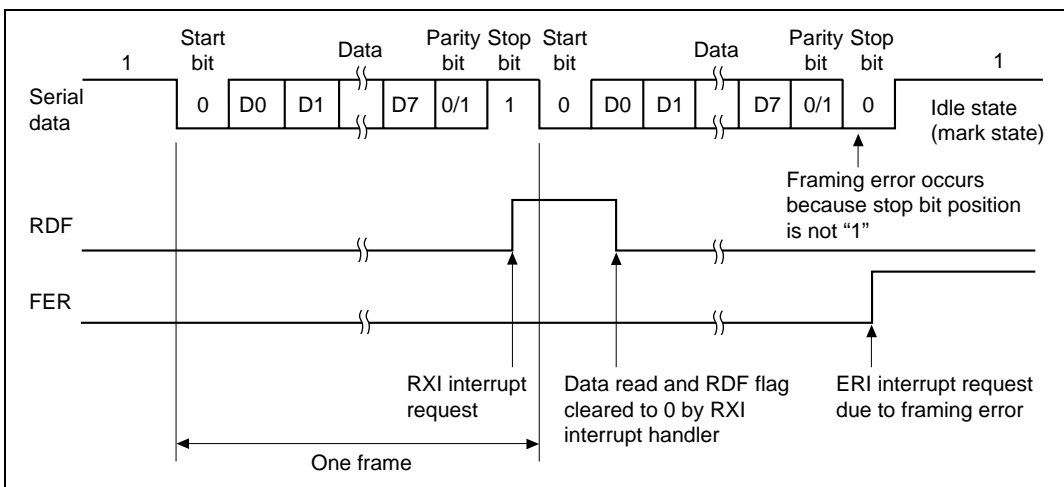 Start bit
Data
Parity bit
Stop bit
Start bit
Data
Parity bit
Stop bit
1
1
Serial data
0
D0
D1
D7
0/1
1
0
D0
D1
D7
0/1
0
Idle state
(mark state)
Framing error occurs
because stop bit position
is not “1”
RDF
FER
RXI interrupt
request
Data read and RDF flag
cleared to 0 by RXI
interrupt handler
ERI interrupt request
due to framing error
One frame